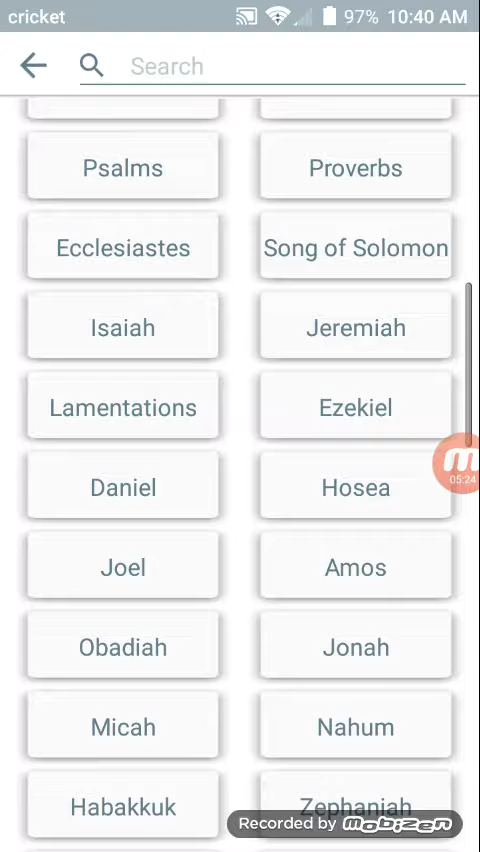 cricket 97% 10:40 AM
Search
Psalms Proverbs
Ecclesiastes Song of Solomon
Isaiah Jeremiah
Lamentations Ezekiel
Daniel Hosea
05:24
Joel Amos
Obadiah Jonah
Micah Nahum
Habakkuk Zephaniah
Recorded by mobizen